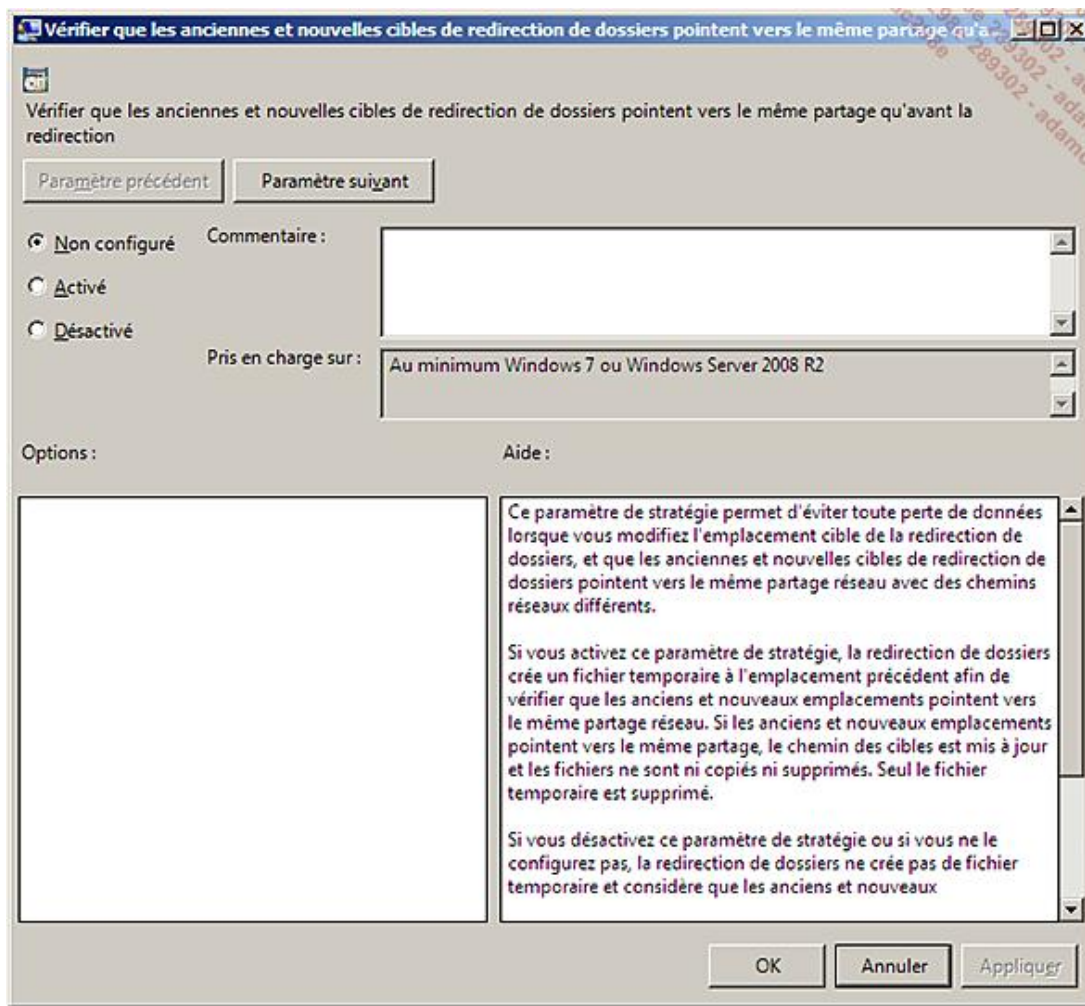 Vérifier que les anciennes et nouvelles cibles de redirection de dossiers pointent vers le même partage qu'a...
Vérifier que les anciennes et nouvelles cibles de redirection de dossiers pointent vers le même partage qu'avant la
redirection
Paramètre précédent
Paramètre suivant
Non configuré
Commentaire :
Activé
Désactivé
Pris en charge sur :
Au minimum Windows 7 ou Windows Server 2008 R2
Options :
Aide :
Ce paramètre de stratégie permet d'éviter toute perte de données
lorsque vous modifiez l'emplacement cible de la redirection de
dossiers, et que les anciennes et nouvelles cibles de redirection de
dossiers pointent vers le même partage réseau avec des chemins
réseaux différents.
Si vous activez ce paramètre de stratégie, la redirection de dossiers
crée un fichier temporaire à l'emplacement précédent afin de
vérifier que les anciens et nouveaux emplacements pointent vers
le même partage réseau. Si les anciens et nouveaux emplacements
pointent vers le même partage, le chemin des cibles est mis à jour
et les fichiers ne sont ni copiés ni supprimés. Seul le fichier
temporaire est supprimé.
Si vous désactivez ce paramètre de stratégie ou si vous ne le
configurez pas, la redirection de dossiers ne crée pas de fichier
temporaire et considère que les anciens et nouveaux
OK
Annuler
Appliquer